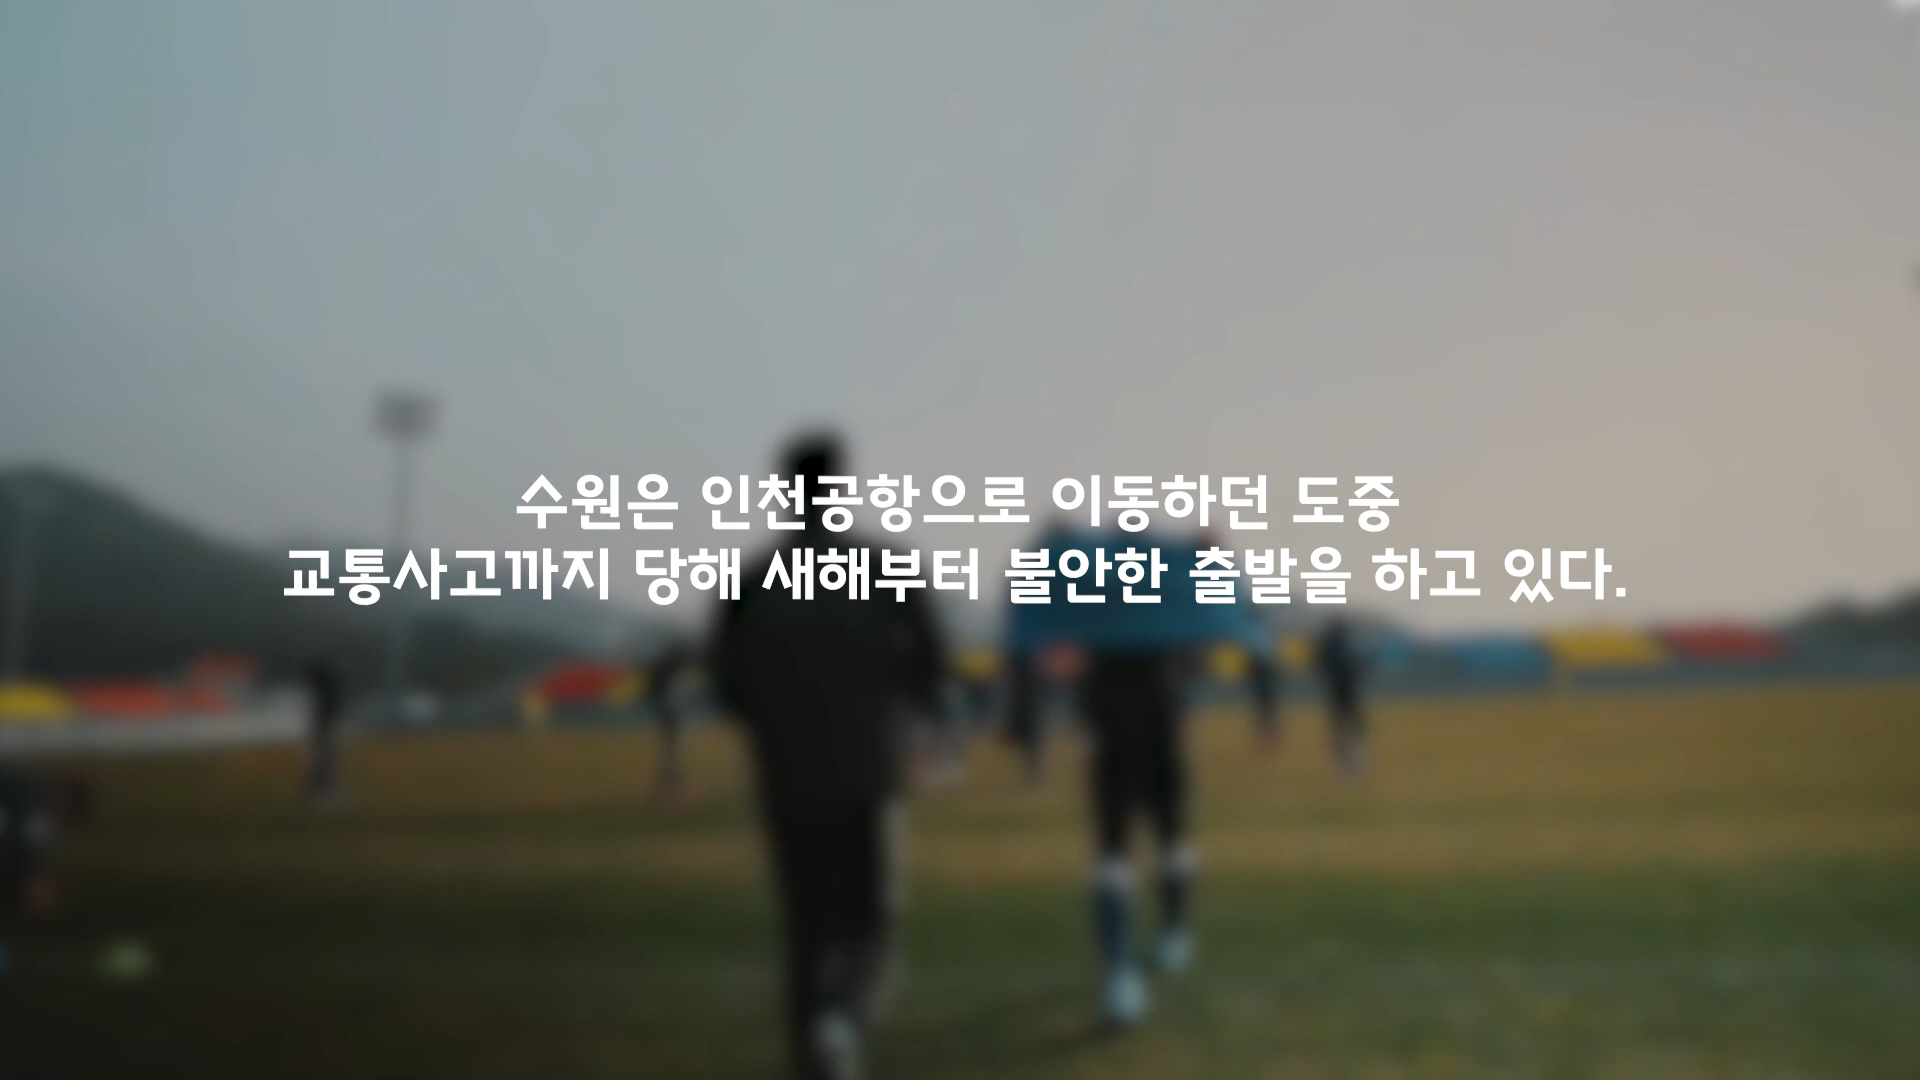 수원은 인천공항으로 이동하던 도중
교통사고까지 당해 새해부터 불안한 출발을 하고 있다.